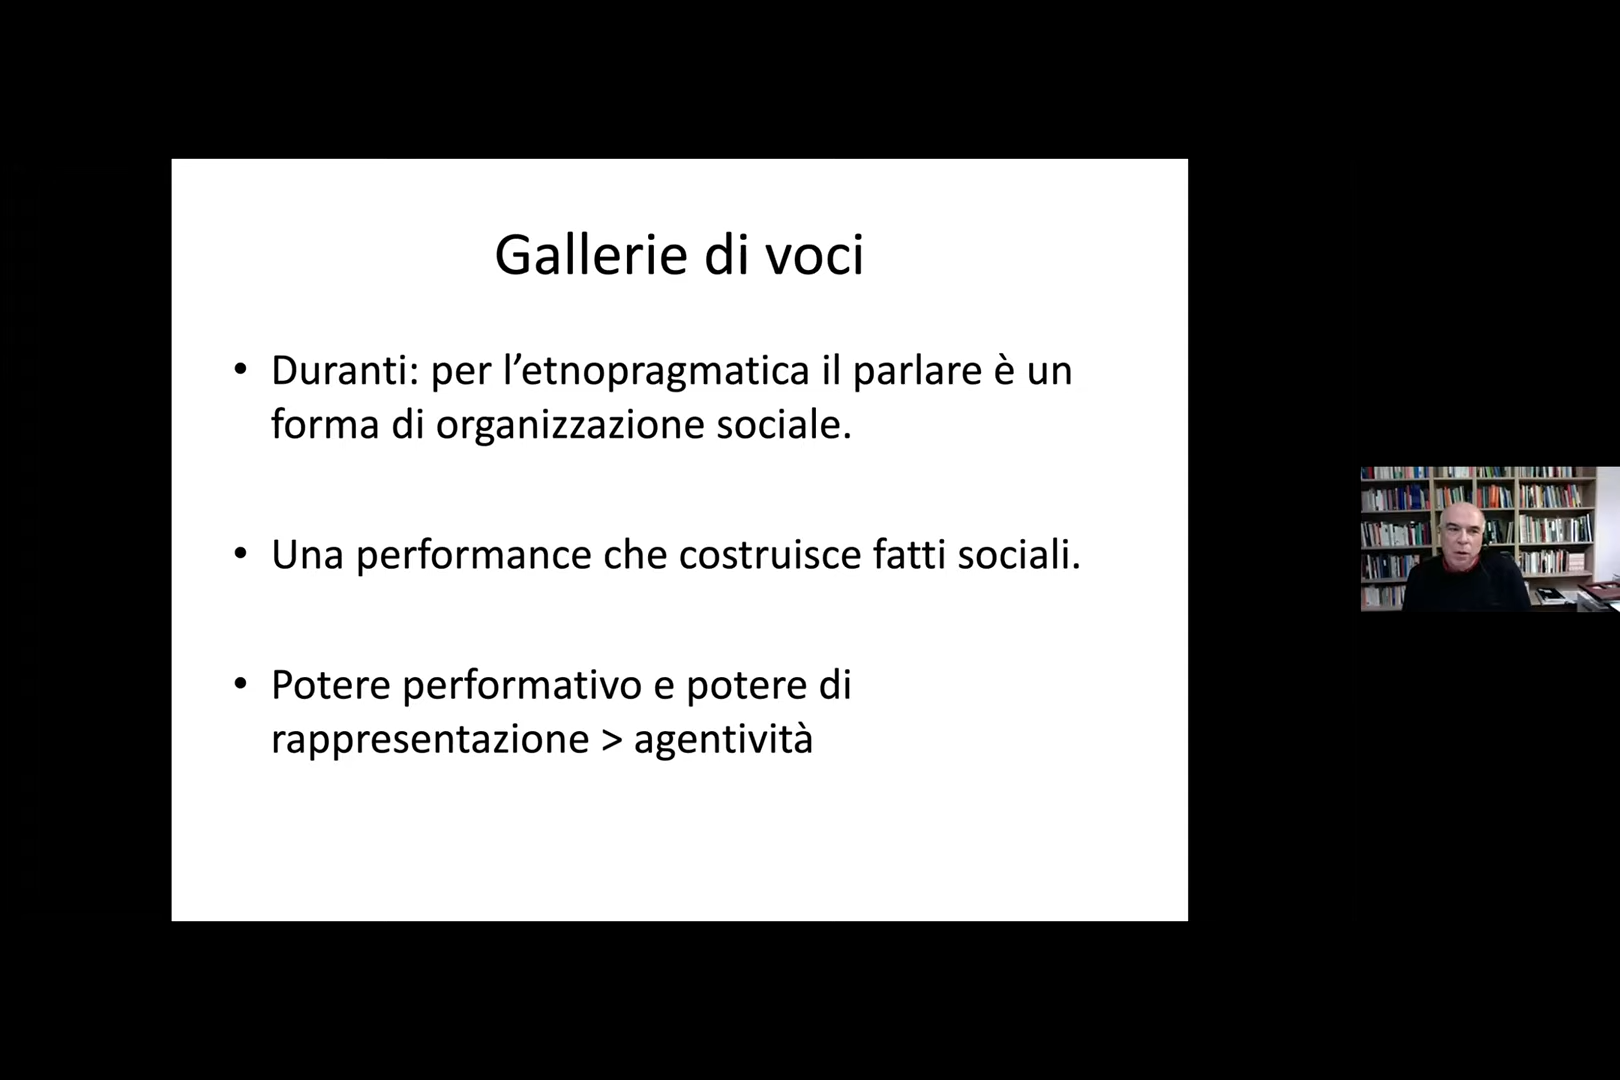 Gallerie di voci
• Duranti: per l’etnopragmatica il parlare è un
forma di organizzazione sociale.
• Una performance che costruisce fatti sociali.
• Potere performativo e potere di
rappresentazione > agentività